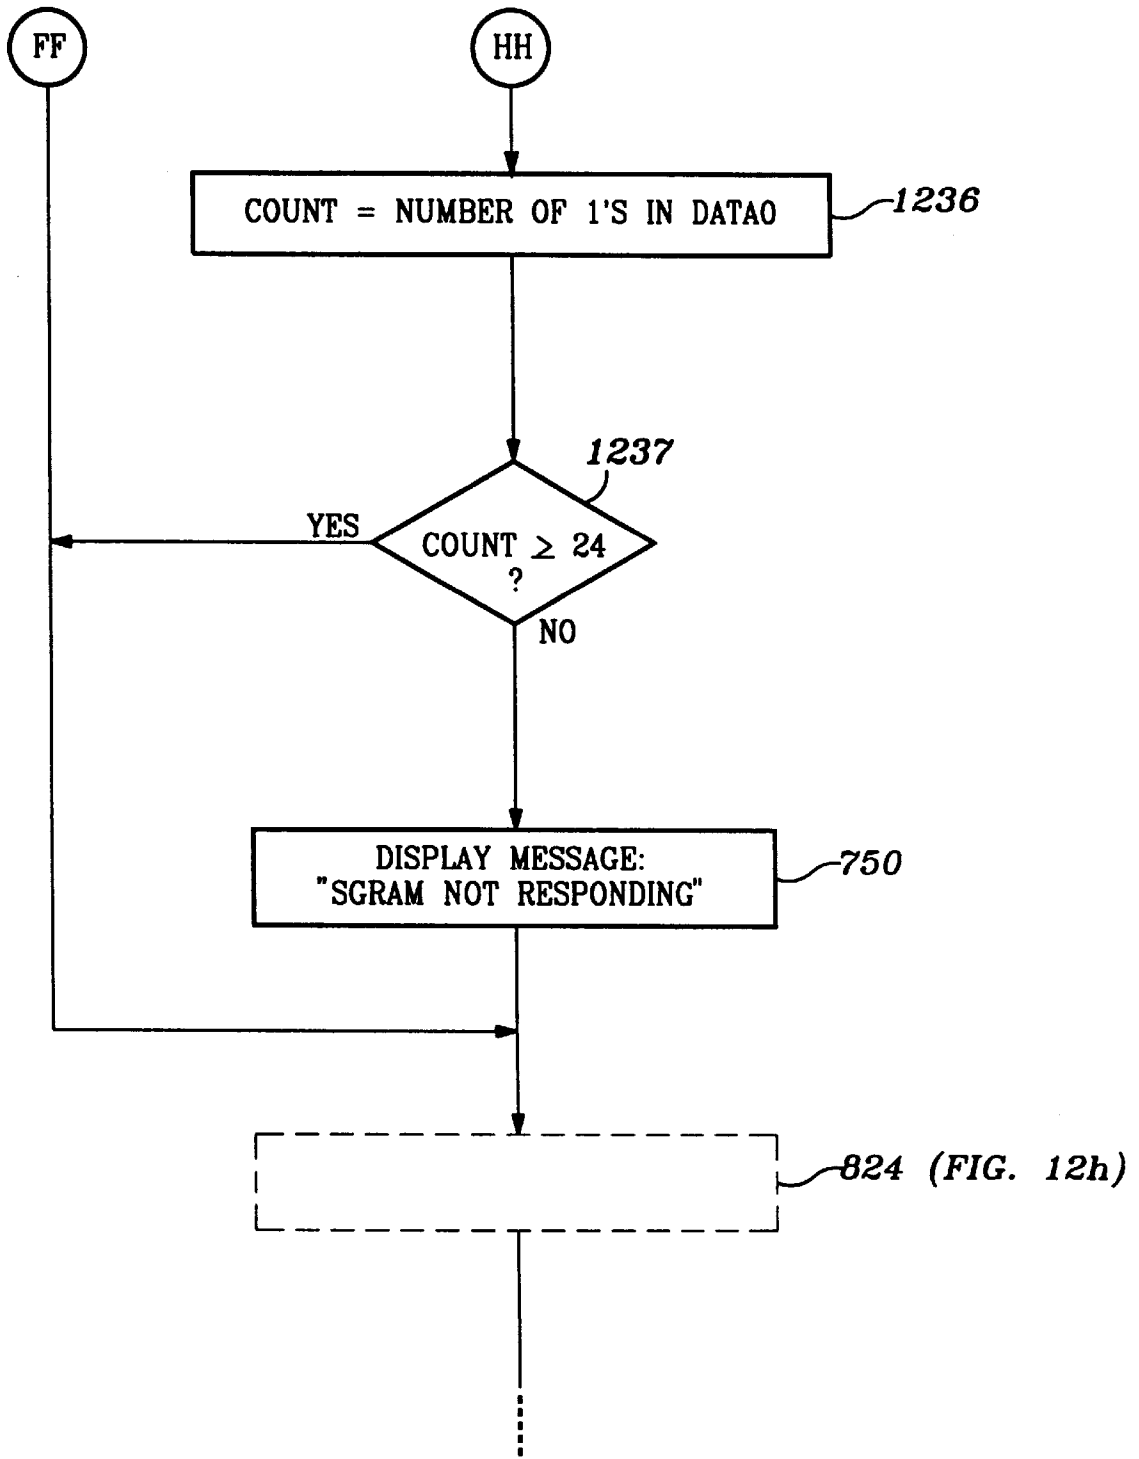 FF
HH
COUNT = NUMBER OF 1'S IN DATA0
1236
1237
YES
COUNT ≥ 24
?
NO
DISPLAY MESSAGE:
"SGRAM NOT RESPONDING"
750
824 (FIG. 12h)